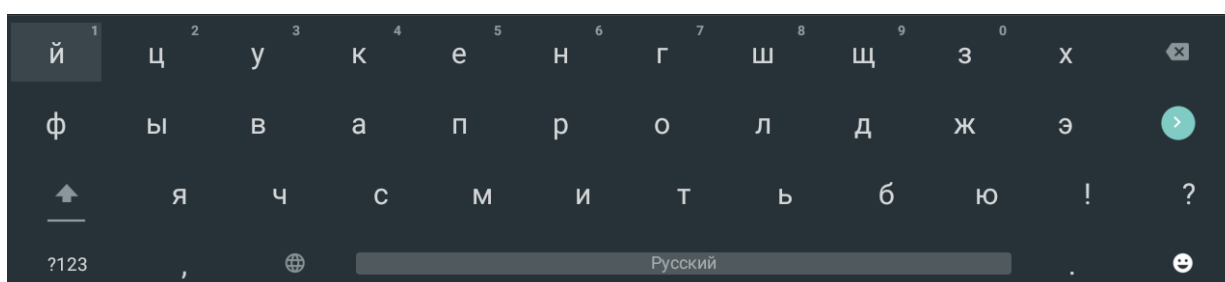 й 1 ц 2 у 3 к 4 е 5 н 6 г 7 ш 8 щ 9 з 0 х
ф ы в а п р о л д ж э
я ч с м и т ь б ю ! ?
?123 , Русский .